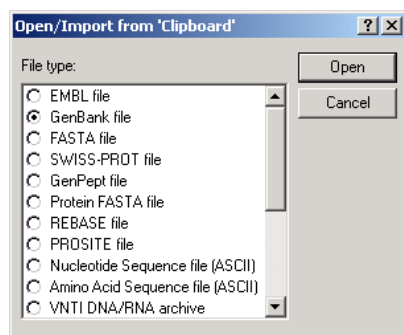 Open/Import from 'Clipboard'
File type:
Open
EMBL file
GenBank file
Cancel
FASTA file
SWISS-PROT file
GenPept file
Protein FASTA file
REBASE file
PROSITE file
Nucleotide Sequence file (ASCII)
Amino Acid Sequence file (ASCII)
VNTI DNA/RNA archive